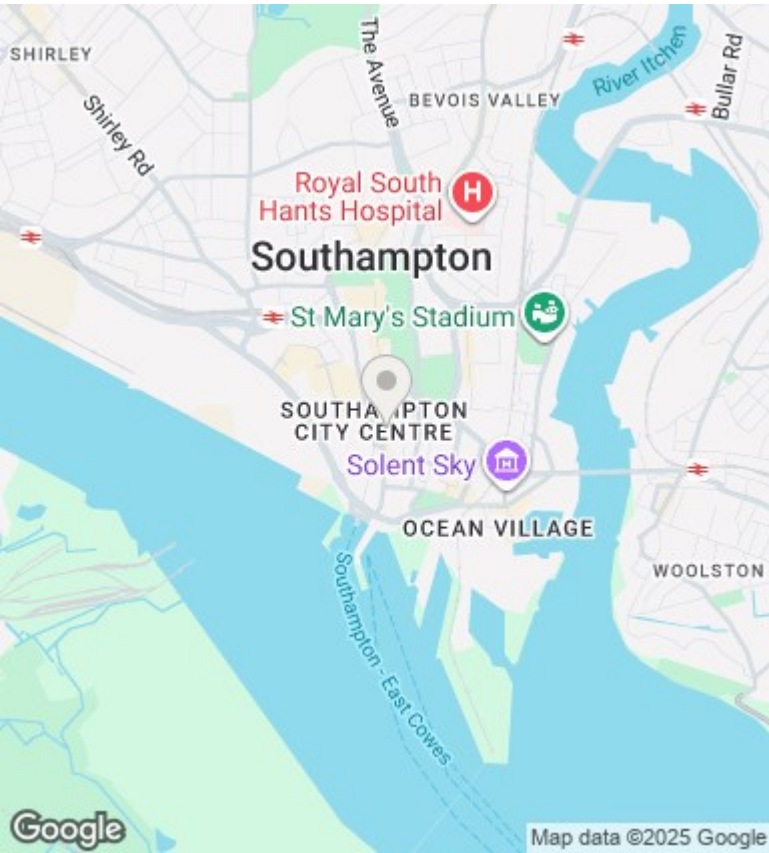 SHIRLEY
Shirley Rd
The Avenue
BEVOIS VALLEY
River Itchen
Bullar Rd
Royal South
Hants Hospital
H
Southampton
St Mary's Stadium
SOUTHAMPTON
CITY CENTRE
Solent Sky
OCEAN VILLAGE
WOOLSTON
Southampton - East Cowes
Google
Map data ©2025 Google